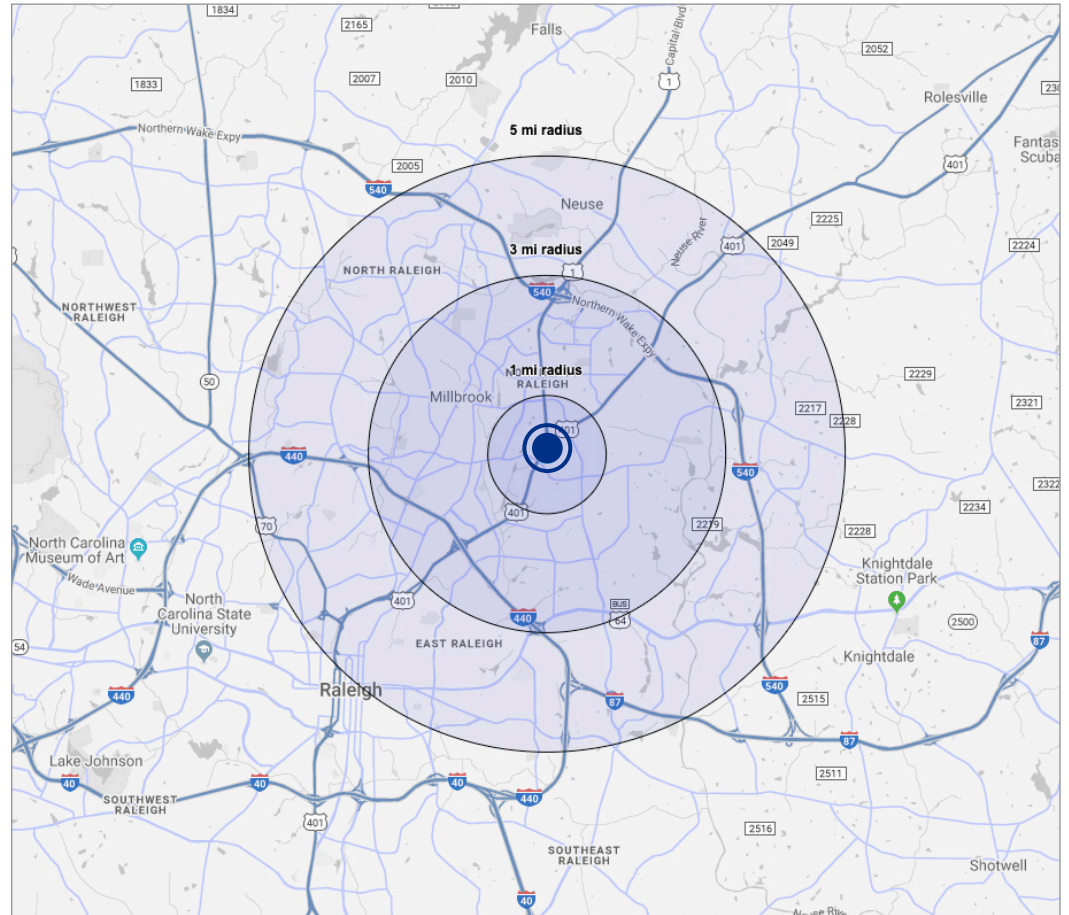 1834
2165
Falls
Capital Blvd
2052
1833
2007
2010
1
Rolesville
Northern Wake Expy
5 mi radius
401
Fantas
Scuba
2005
540
Neuse
2225
Neuse River
401
2049
2224
3 mi radius
NORTH RALEIGH
1
540
Northern Wake Expy
NORTHWEST
RALEIGH
1 mi radius
RALEIGH
50
Millbrook
2229
2321
2217
2228
401
440
540
2322
401
70
2219
2234
2228
North Carolina
Museum of Art
Wade Avenue
Knightdale
Station Park
North
Carolina State
University
401
BUS
64
440
2500
54
EAST RALEIGH
87
Knightdale
Raleigh
440
540
87
2515
87
Lake Johnson
40
40
40
440
2511
SOUTHWEST
RALEIGH
401
2516
SOUTHEAST
RALEIGH
Shotwell
40